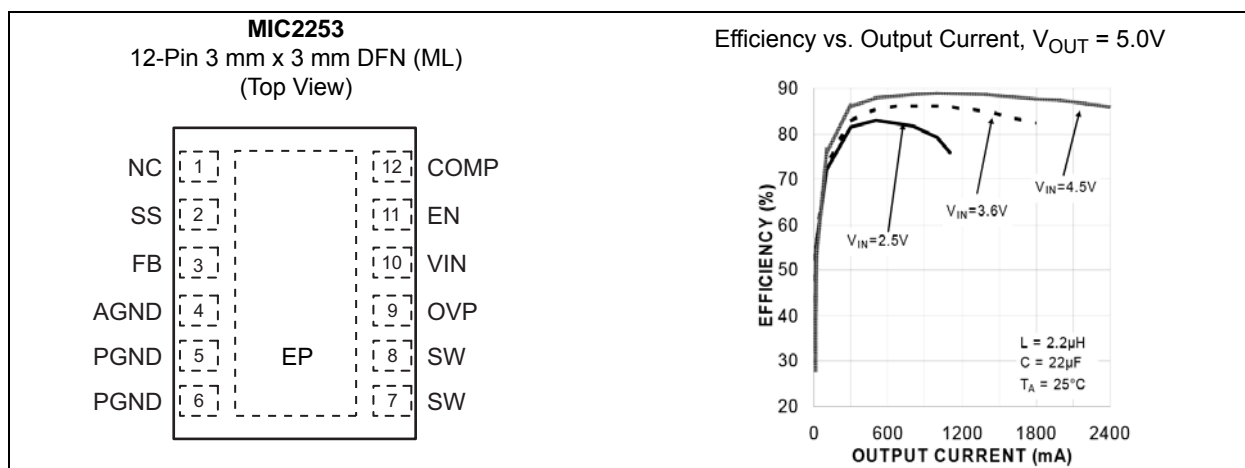 MIC2253
12-Pin 3 mm x 3 mm DFN (ML)
(Top View)
NC 1
SS 2
FB 3
AGND 4
PGND 5
PGND 6
EP
12 COMP
11 EN
10 VIN
9 OVP
8 SW
7 SW
Efficiency vs. Output Current, VOUT = 5.0V
EFFICIENCY (%)
90
80
70
60
50
40
30
20
VIN=4.5V
VIN=3.6V
VIN=2.5V
L = 2.2µH
C = 22µF
TA = 25°C
0 600 1200 1800 2400
OUTPUT CURRENT (mA)